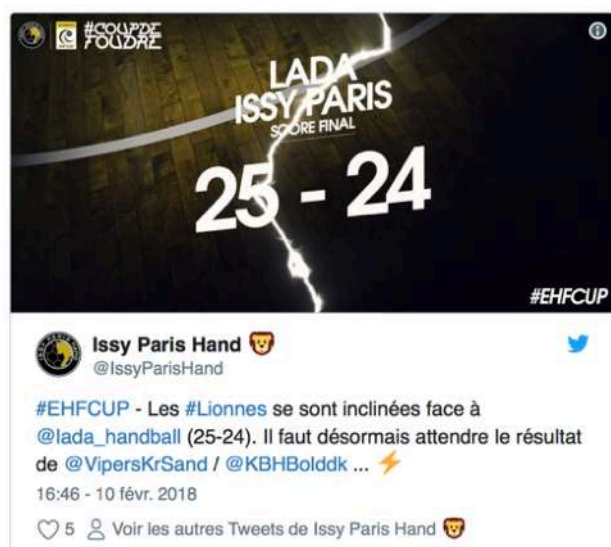 #COUPDE
FOUDRE
LADA
ISSY PARIS
SCORE FINAL
25 - 24
#EHFCUP
Issy Paris Hand 🦁
@IssyParisHand
#EHFCUP - Les #Lionnes se sont inclinées face à
@lada_handball (25-24). Il faut désormais attendre le résultat
de @VipersKrSand / @KBHBolddk ... ⚡
16:46 - 10 févr. 2018
5 Voir les autres Tweets de Issy Paris Hand 🦁